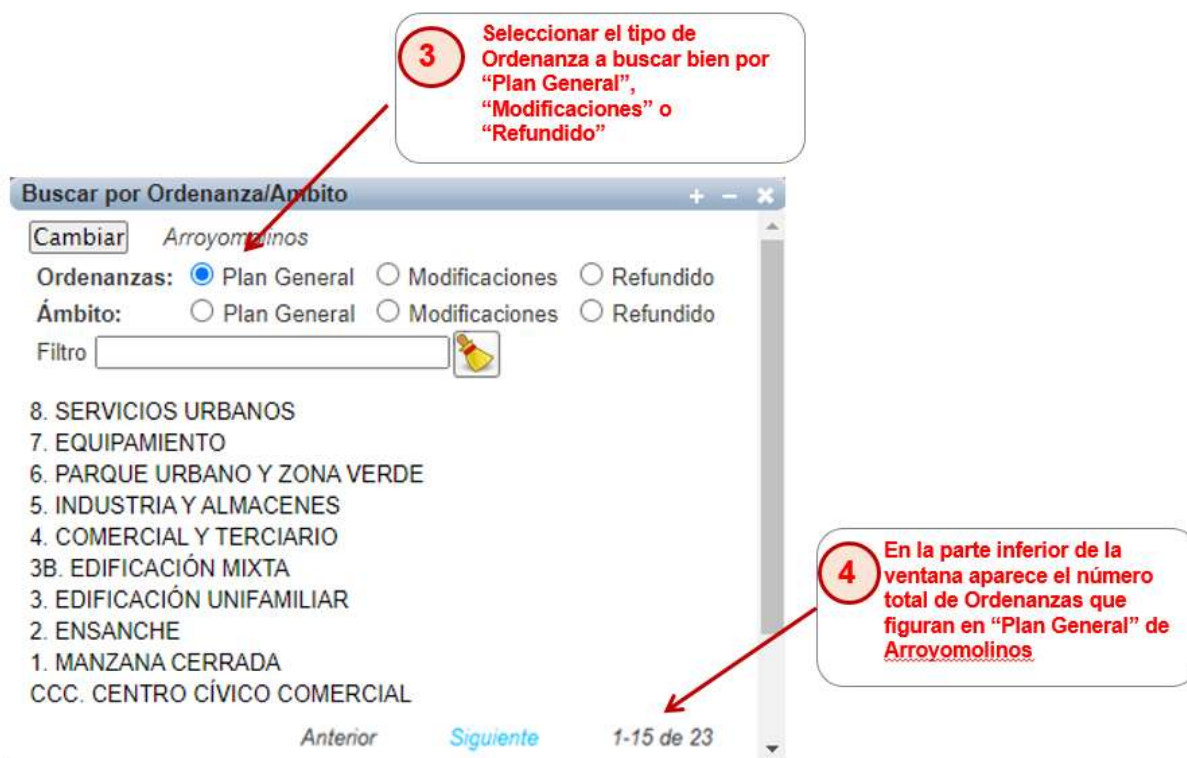 3
Seleccionar el tipo de
Ordenanza a buscar bien por
“Plan General”,
“Modificaciones” o
“Refundido”
Buscar por Ordenanza/Ambito
Cambiar Arroyomolinos
Ordenanzas: Plan General Modificaciones Refundido
Ámbito: Plan General Modificaciones Refundido
Filtro
8. SERVICIOS URBANOS
7. EQUIPAMIENTO
6. PARQUE URBANO Y ZONA VERDE
5. INDUSTRIA Y ALMACENES
4. COMERCIAL Y TERCIARIO
3B. EDIFICACIÓN MIXTA
3. EDIFICACIÓN UNIFAMILIAR
2. ENSANCHE
1. MANZANA CERRADA
CCC. CENTRO CÍVICO COMERCIAL
Anterior Siguiente 1-15 de 23
4
En la parte inferior de la
ventana aparece el número
total de Ordenanzas que
figuran en “Plan General” de
Arroyomolinos